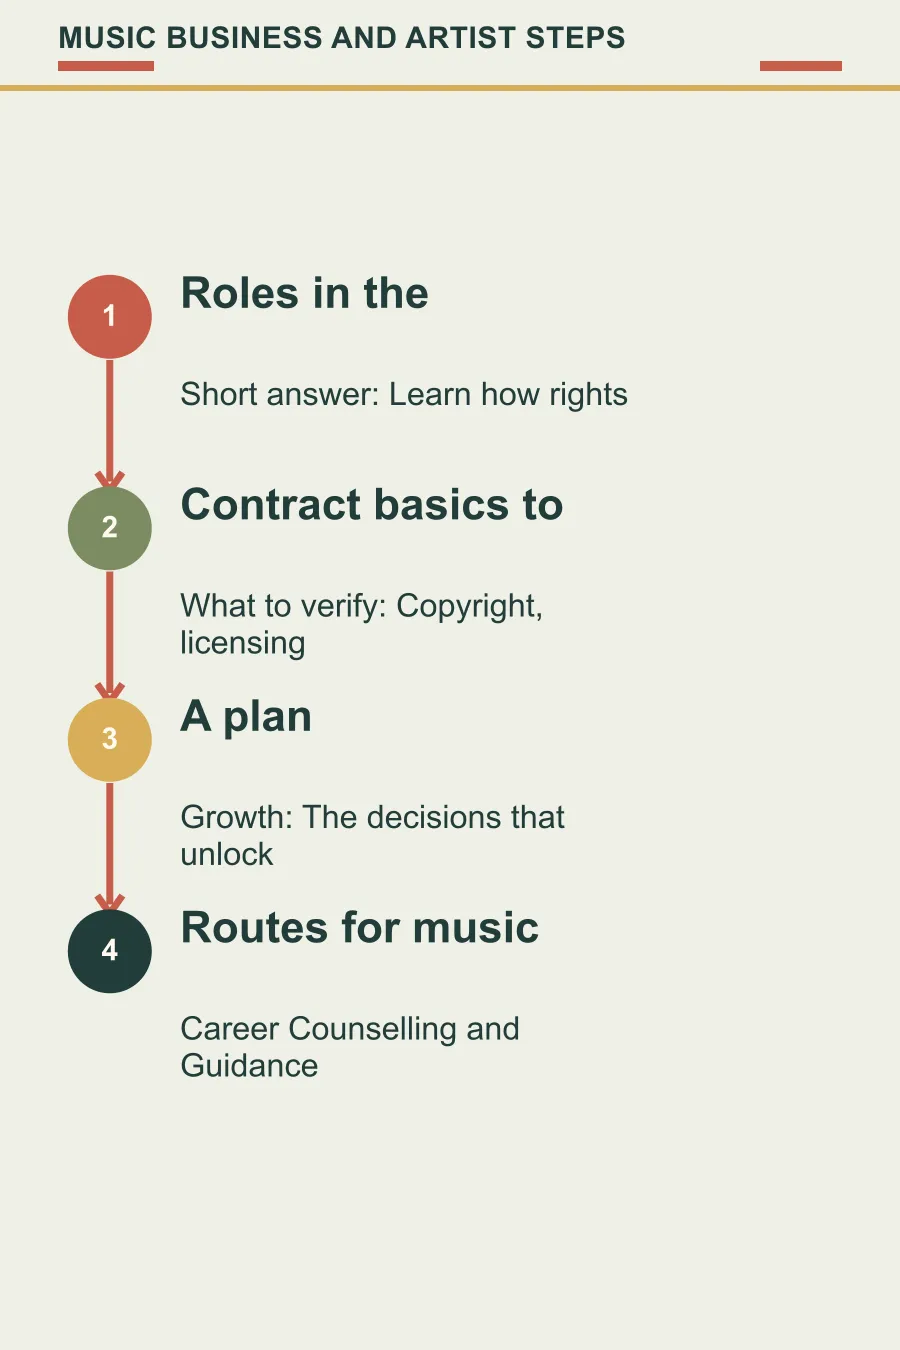 MUSIC BUSINESS AND ARTIST STEPS
1
Roles in the
Short answer: Learn how rights
2
Contract basics to
What to verify: Copyright,
licensing
3
A plan
Growth: The decisions that
unlock
4
Routes for music
Career Counselling and
Guidance